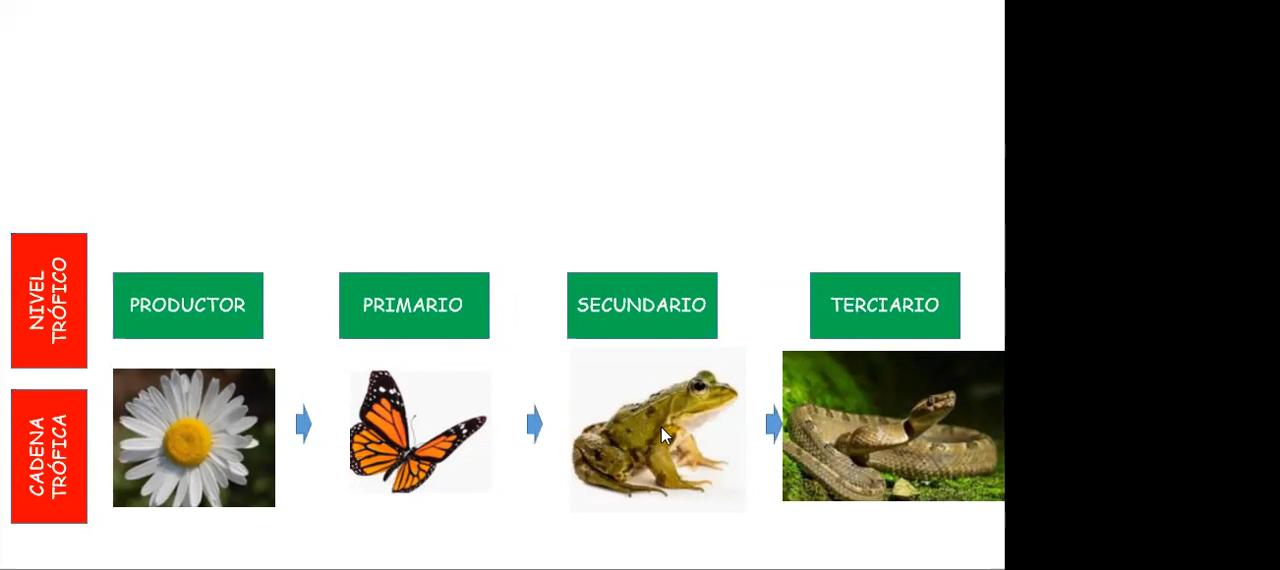 NIVEL
TRÓFICO
PRODUCTOR
PRIMARIO
SECUNDARIO
TERCIARIO
CADENA
TRÓFICA